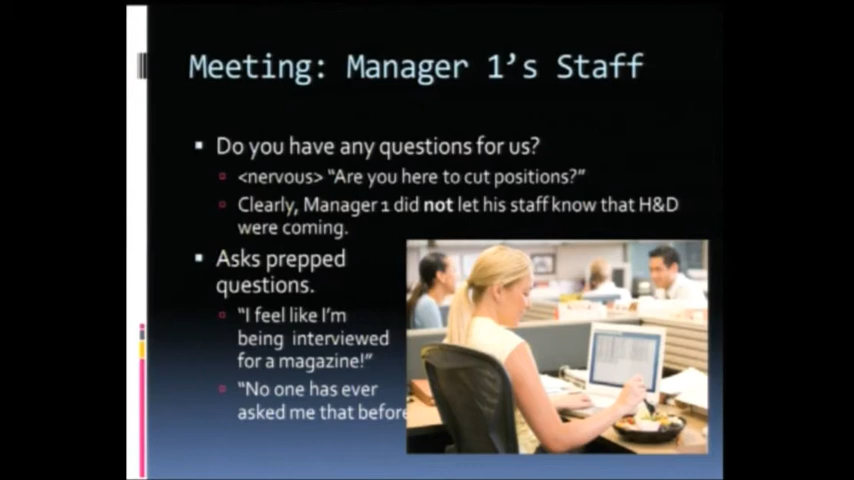 Meeting: Manager 1's Staff
Do you have any questions for us?
<nervous> "Are you here to cut positions?"
Clearly, Manager 1 did not let his staff know that H&D
were coming.
Asks prepped
questions.
"I feel like I'm
being interviewed
for a magazine!"
"No one has ever
asked me that before